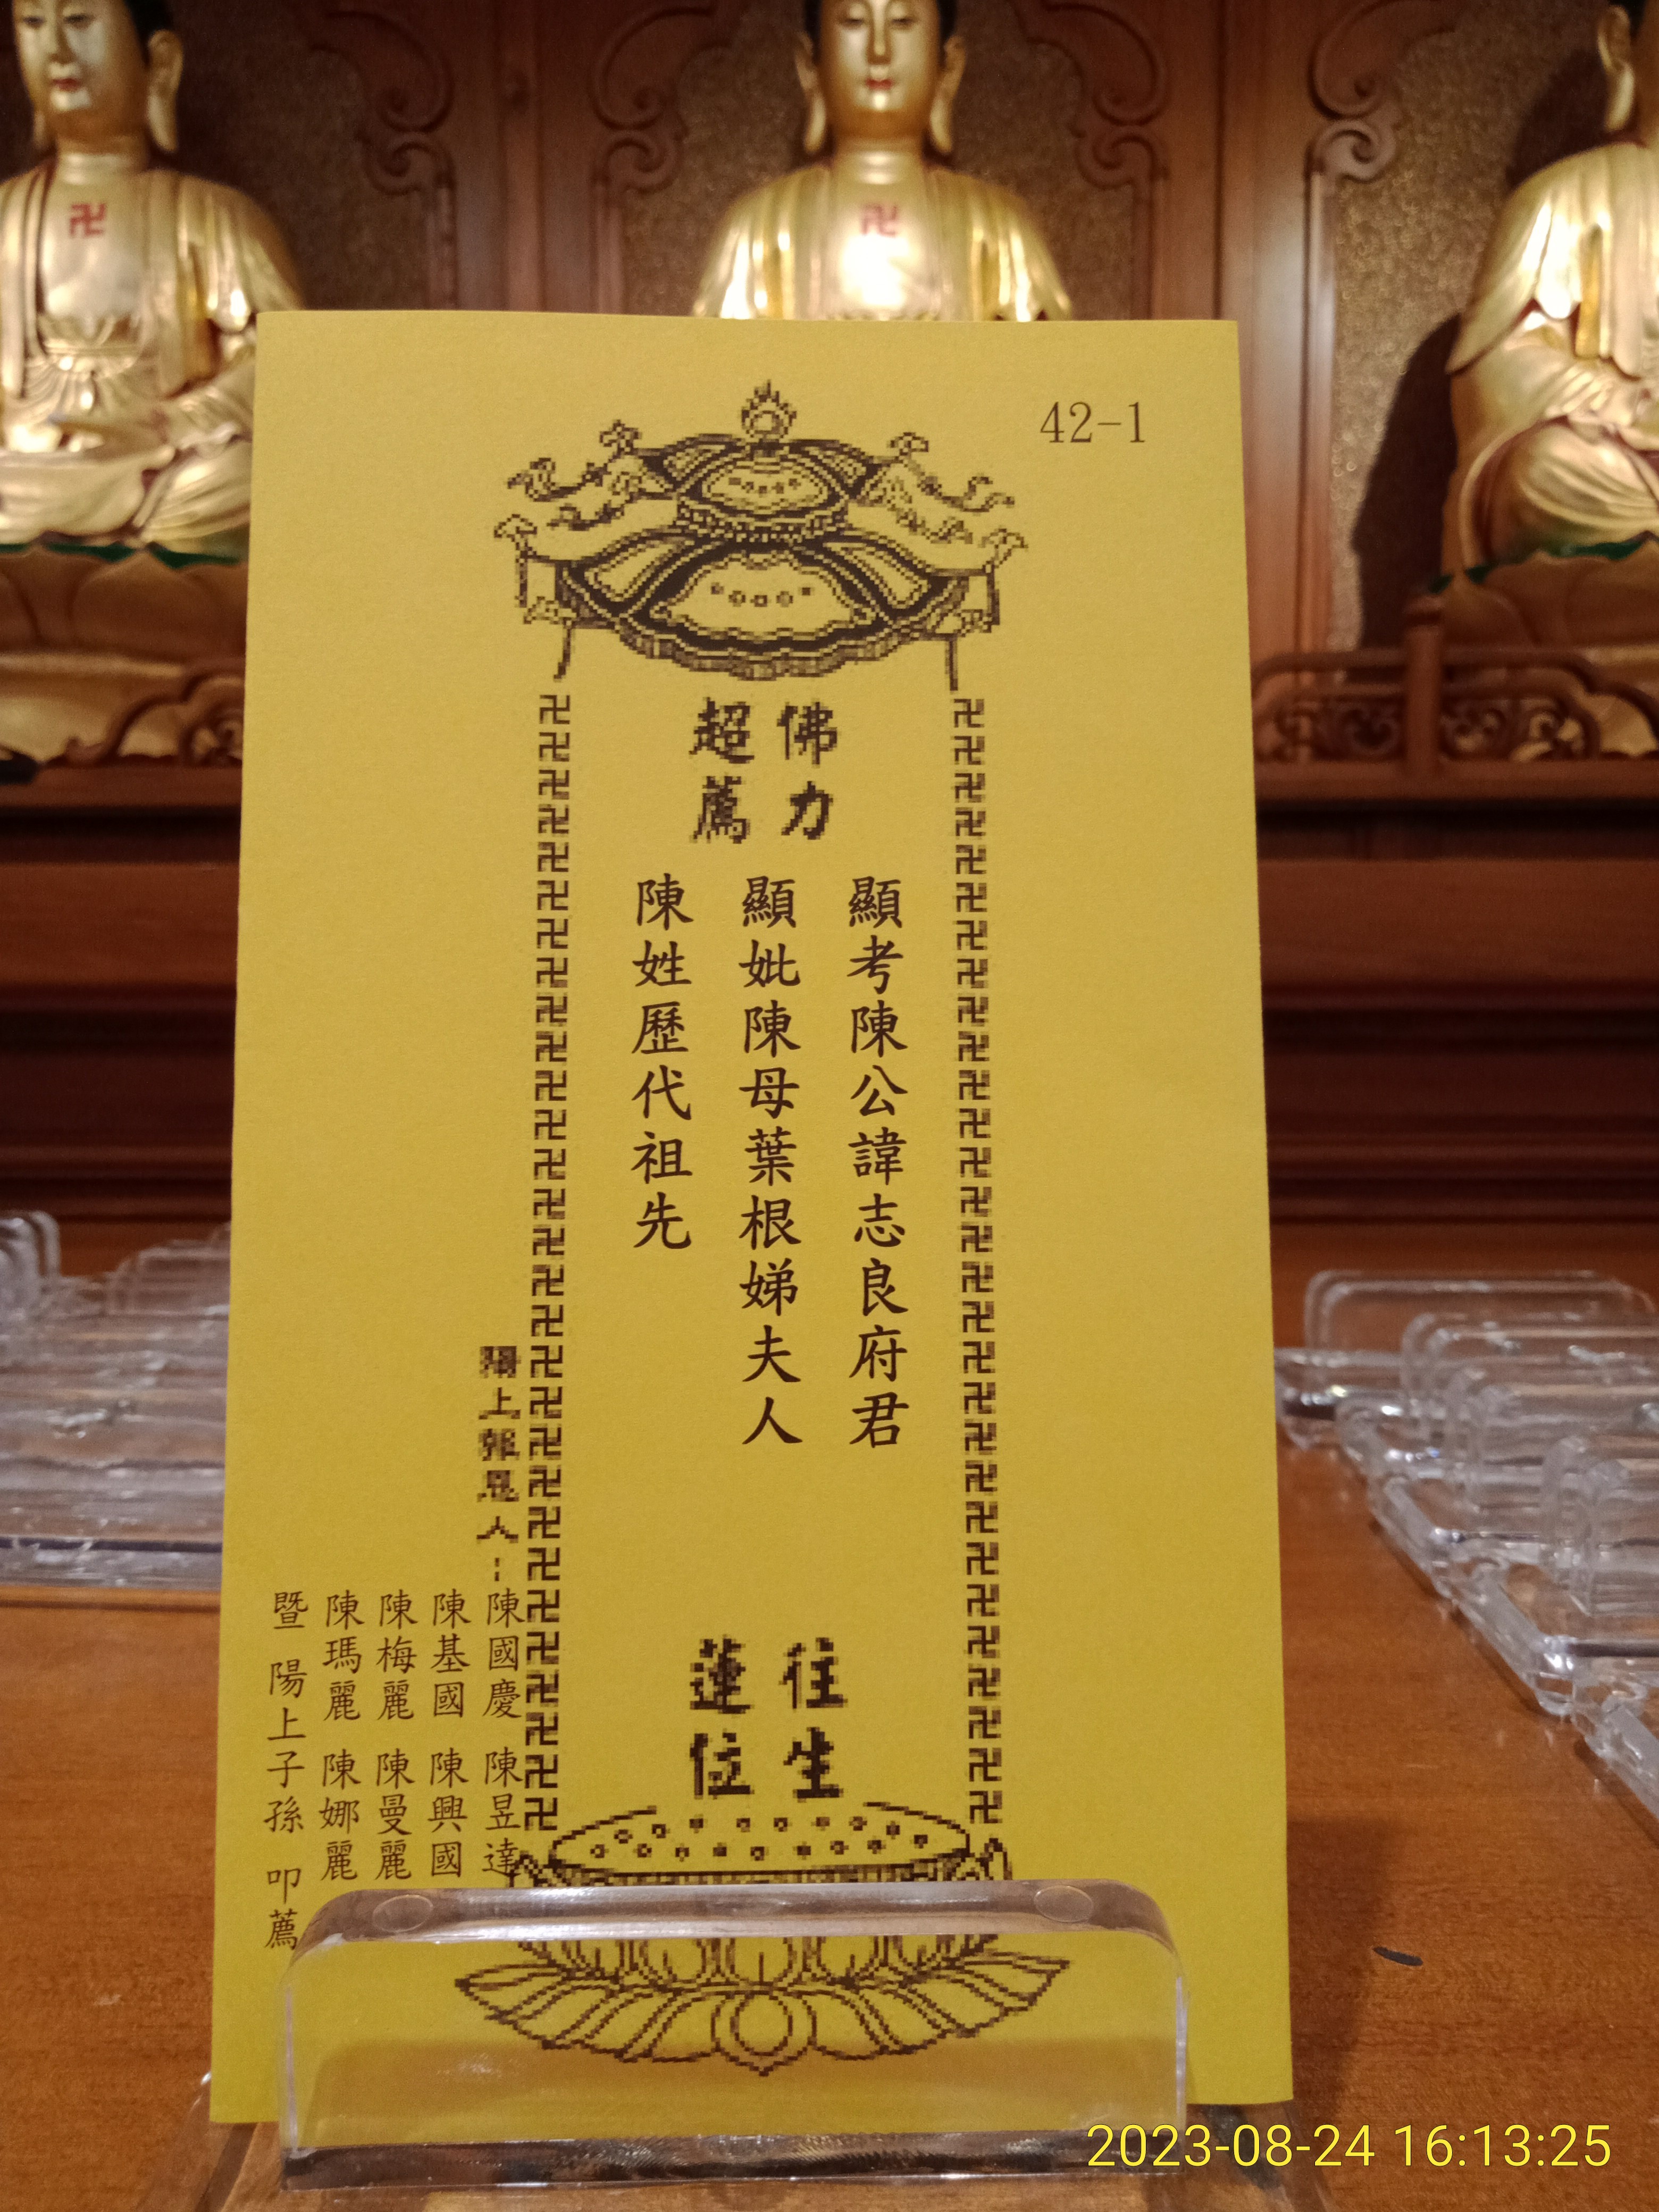 42-1
佛力
超薦
顯考陳公諱志良府君
顯妣陳母葉根娣夫人
陳姓歷代祖先
往生
蓮位
陽上報恩人:
陳國慶 陳昱達
陳基國 陳興國
陳梅麗 陳曼麗
陳瑪麗 陳娜麗
暨 陽上子孫 叩薦
2023-08-24 16:13:25